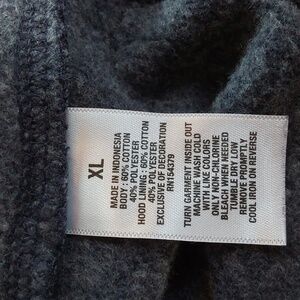 XL
MADE IN INDONESIA
BODY: 60% COTTON
40% POLYESTER
HOOD LINING: 60% COTTON
40% POLYESTER
EXCLUSIVE OF DECORATION
RN154379
TURN GARMENT INSIDE OUT
MACHINE WASH COLD
WITH LIKE COLORS
ONLY NON-CHLORINE
BLEACH WHEN NEEDED
TUMBLE DRY LOW
REMOVE PROMPTLY
COOL IRON ON REVERSE